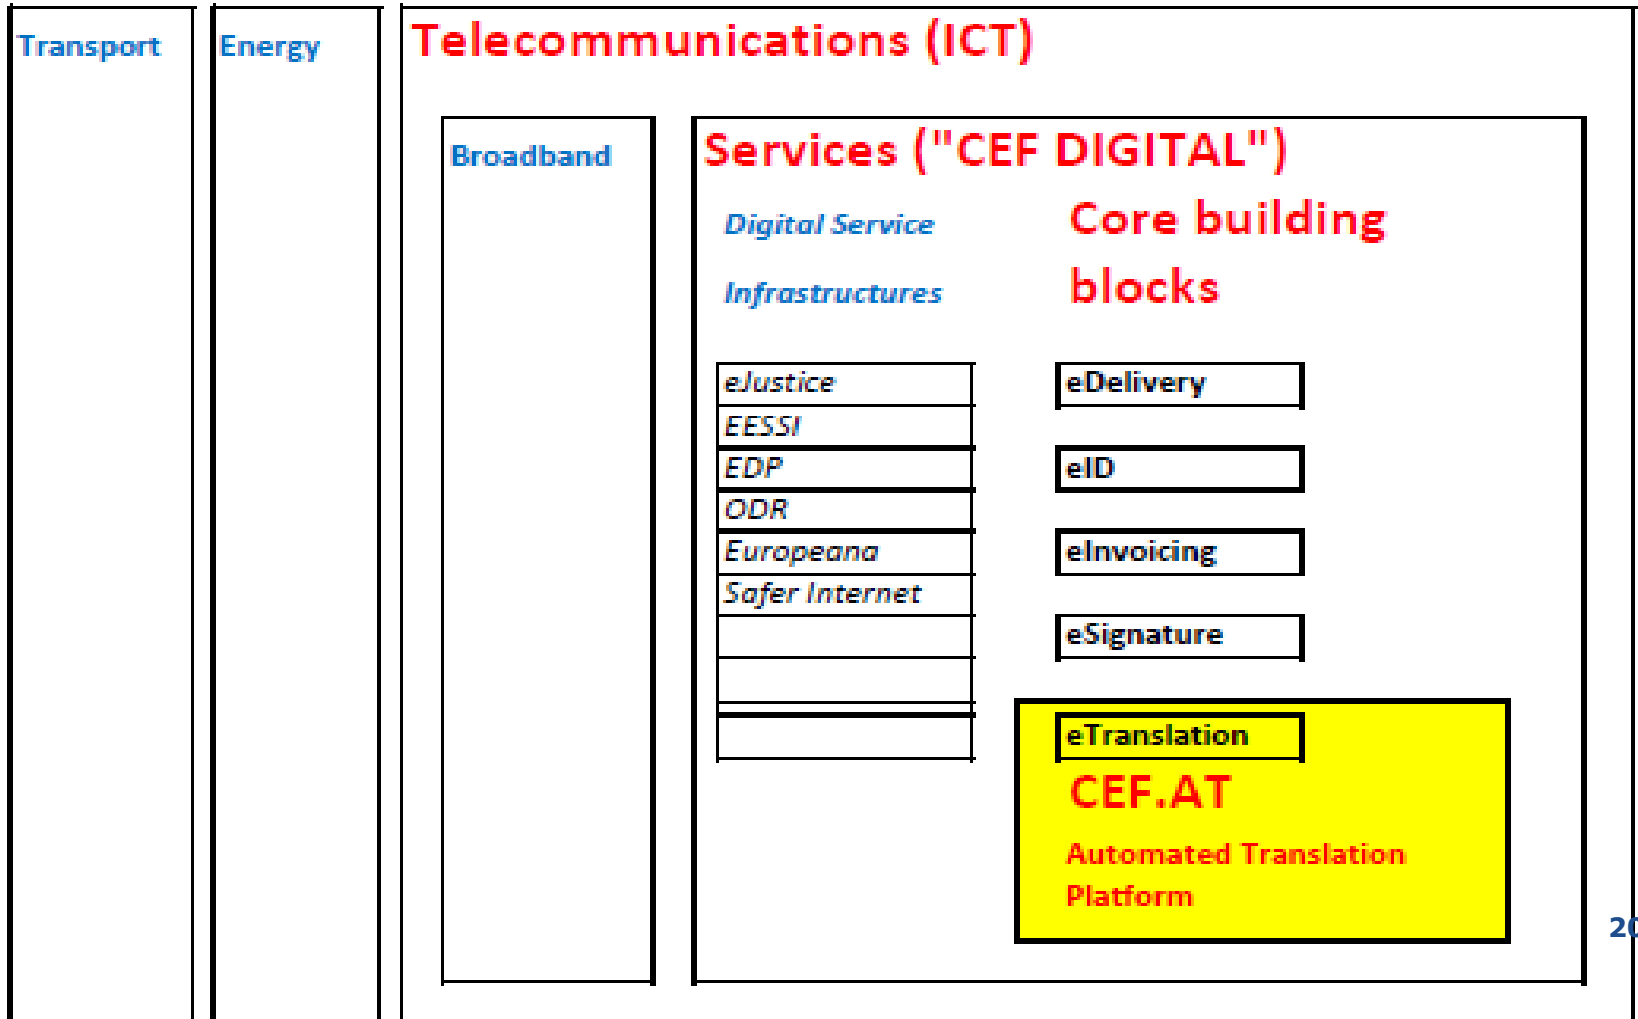 Transport
Energy
Telecommunications (ICT)
Broadband
Services ("CEF DIGITAL")
Digital Service
Infrastructures
Core building
blocks
eJustice
EESSI
EDP
ODR
Europeana
Safer Internet
eDelivery
eID
eInvoicing
eSignature
eTranslation
CEF.AT
Automated Translation
Platform
20